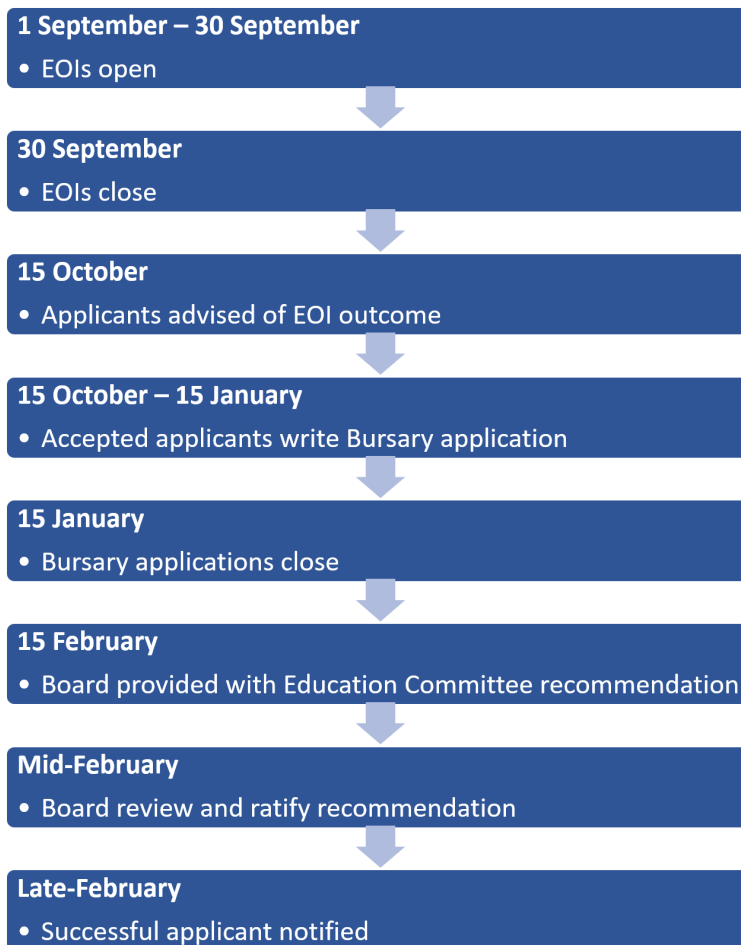 1 September – 30 September
• EOIs open
30 September
• EOIs close
15 October
• Applicants advised of EOI outcome
15 October – 15 January
• Accepted applicants write Bursary application
15 January
• Bursary applications close
15 February
• Board provided with Education Committee recommendation
Mid-February
• Board review and ratify recommendation
Late-February
• Successful applicant notified